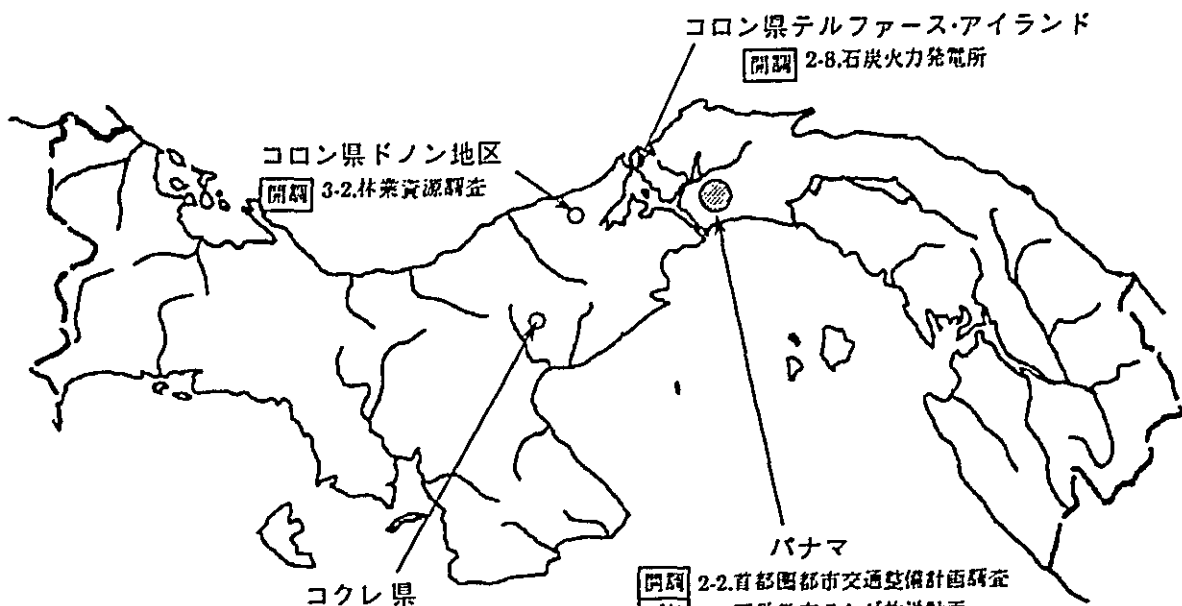 コロン県テルファース・アイランド
開調 2-8.石炭火力発電所
コロン県ドノン地区
開調 3-2.林業資源調査
パナマ
開調 2-2.首都圏都市交通整備計画調査
コクレ県